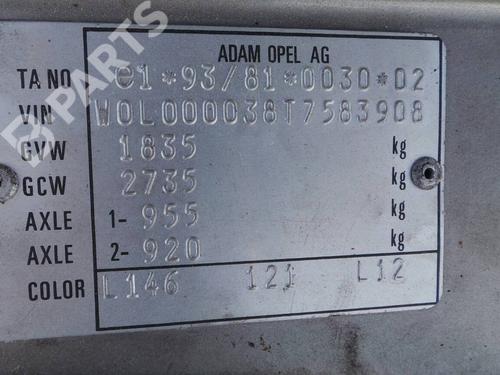 ADAM OPEL AG
TA NO e1*93/81*0030*02
VIN W0L000038T7583908
GVW 1835 kg
GCW 2735 kg
AXLE 1- 955 kg
AXLE 2- 920 kg
COLOR L146 121 L12
B PARTS